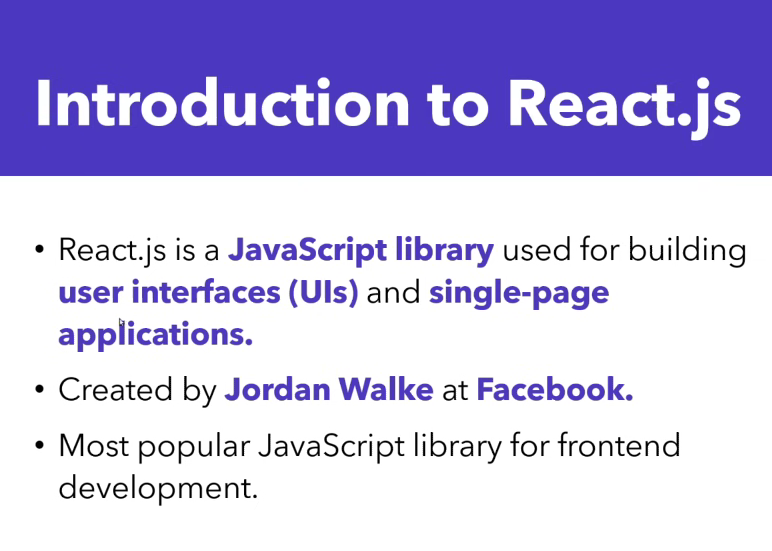 Introduction to React.js
• React.js is a JavaScript library used for building
user interfaces (UIs) and single-page
applications.
• Created by Jordan Walke at Facebook.
• Most popular JavaScript library for frontend
development.